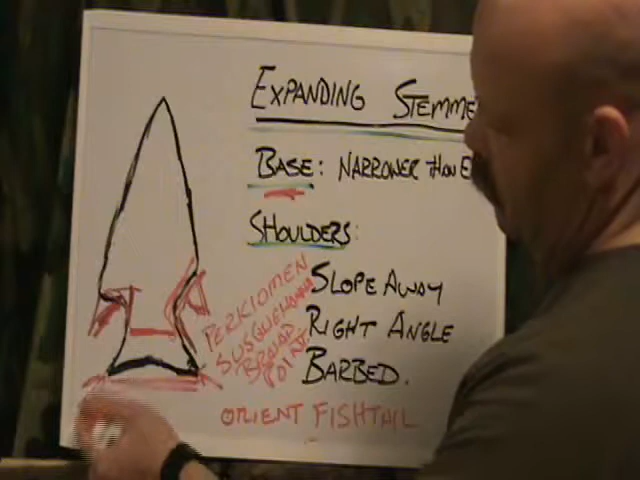 EXPANDING STEMME
BASE: NARROWER THAN E
SHOULDERS:
SLOPE AWAY
RIGHT ANGLE
BARBED.
PERKIOMEN
SUSQUEHANNA
BROAD
POINT
ORIENT FISHTAIL